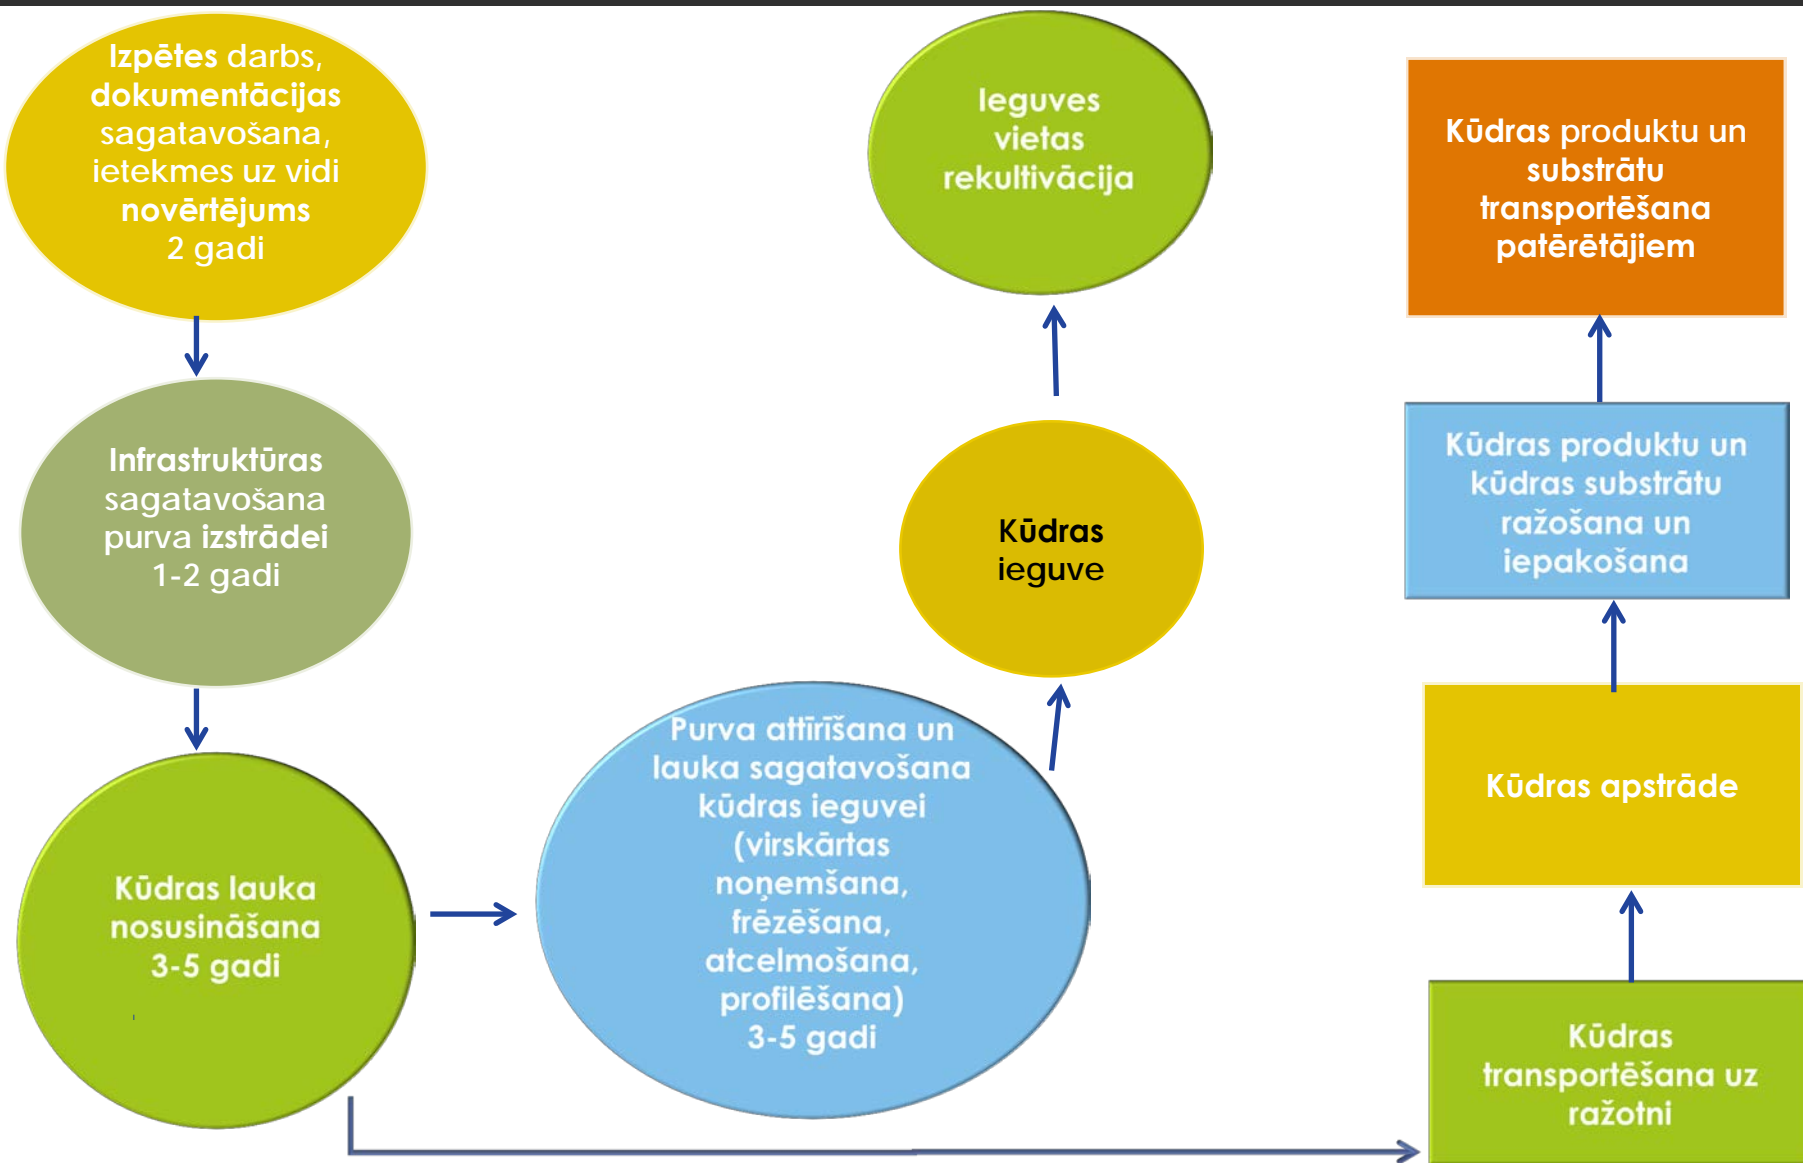 Izpētes darbs,
dokumentācijas
sagatavošana,
ietekmes uz vidi
novērtējums
2 gadi
Infrastruktūras
sagatavošana
purva izstrādei
1-2 gadi
Kūdras lauka
nosusināšana
3-5 gadi
Purva attīrīšana un
lauka sagatavošana
kūdras ieguvei
(virskārtas
noņemšana,
frēzēšana,
atcelmošana,
profilēšana)
3-5 gadi
Kūdras
ieguve
Ieguves
vietas
rekultivācija
Kūdras produktu un
substrātu
transportēšana
patērētājiem
Kūdras produktu un
kūdras substrātu
ražošana un
iepakošana
Kūdras apstrāde
Kūdras
transportēšana uz
ražotni